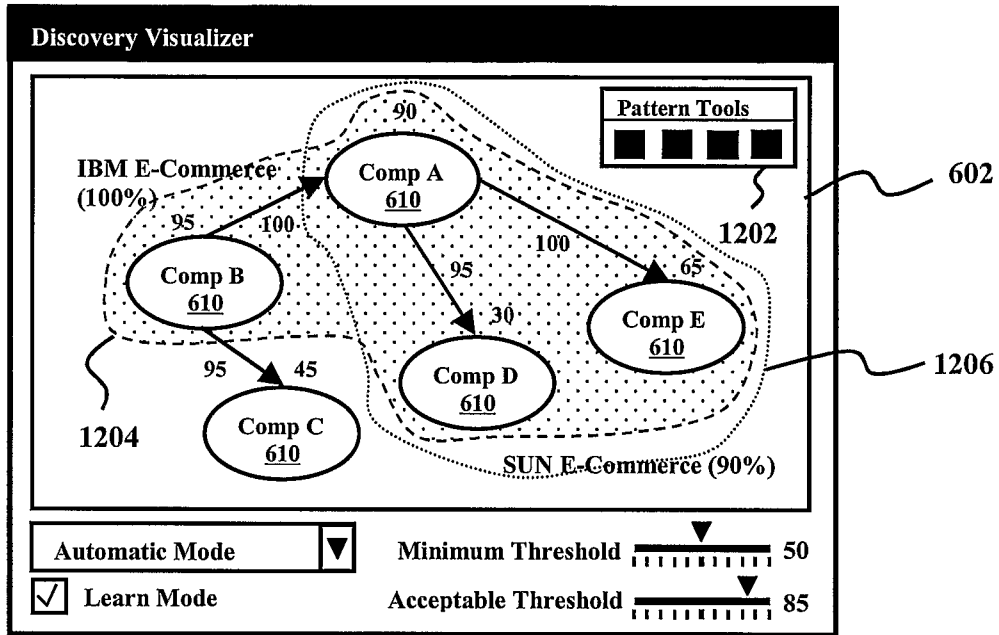 Discovery Visualizer
Pattern Tools
90
IBM E-Commerce
(100%)
Comp A
610
602
1202
95
100
100
95
65
Comp B
610
30
Comp E
610
95
45
Comp D
610
1206
1204
Comp C
610
SUN E-Commerce (90%)
Automatic Mode
Minimum Threshold
50
Learn Mode
Acceptable Threshold
85